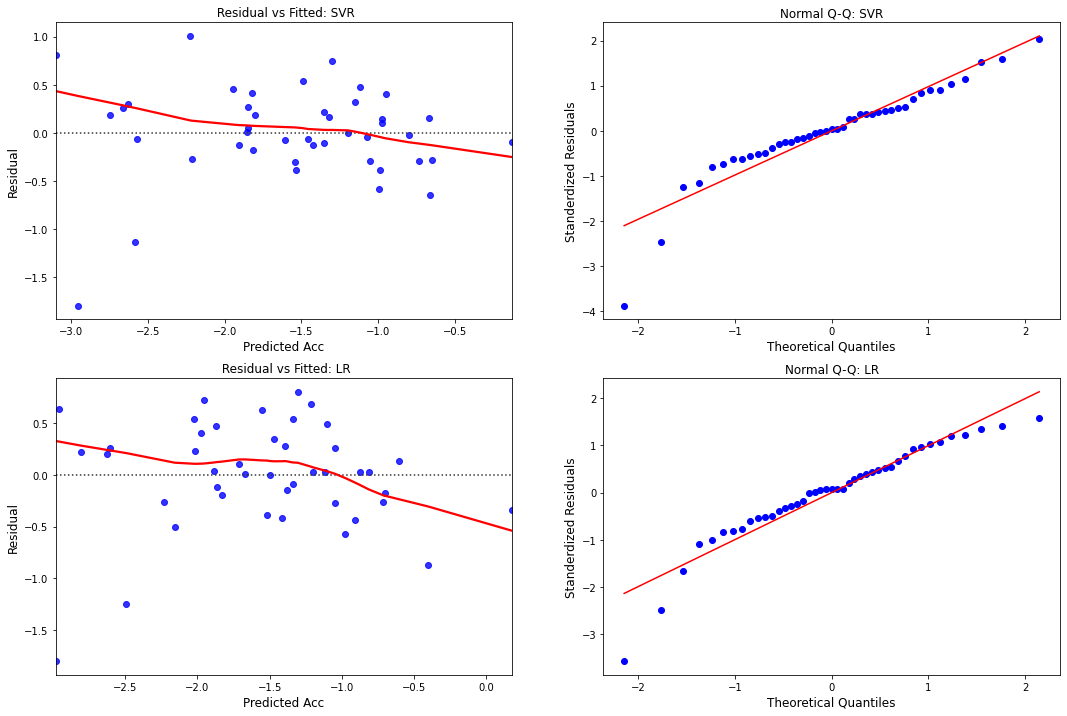 Residual vs Fitted: SVR
Residual
1.0
0.5
0.0
−0.5
−1.0
−1.5
−3.0 −2.5 −2.0 −1.5 −1.0 −0.5
Predicted Acc
Normal Q-Q: SVR
Standerdized Residuals
2
1
0
−1
−2
−3
−4
−2 −1 0 1 2
Theoretical Quantiles
Residual vs Fitted: LR
Residual
0.5
0.0
−0.5
−1.0
−1.5
−2.5 −2.0 −1.5 −1.0 −0.5 0.0
Predicted Acc
Normal Q-Q: LR
Standerdized Residuals
2
1
0
−1
−2
−3
−2 −1 0 1 2
Theoretical Quantiles